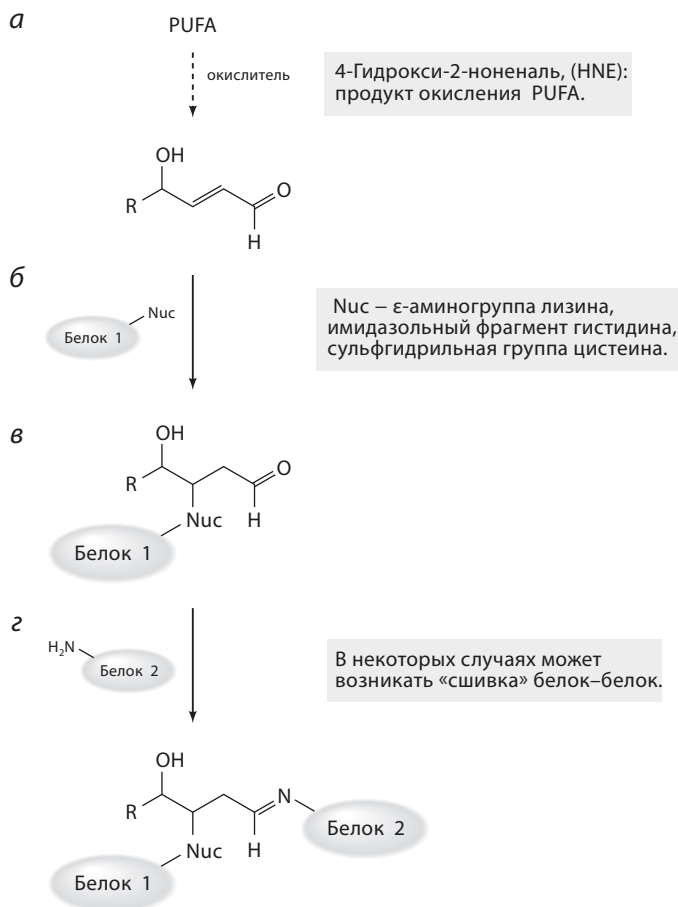 а
PUFA
окислитель
4-Гидрокси-2-ноненаль, (HNE):
продукт окисления PUFA.
OH
R
O
H
б
Nuc
Белок 1
Nuc – ε-аминогруппа лизина,
имидазольный фрагмент гистидина,
сульфгидрильная группа цистеина.
в
OH
R
O
Nuc H
Белок 1
г
H₂N
Белок 2
В некоторых случаях может
возникать «сшивка» белок–белок.
OH
R
N
Белок 2
Nuc H
Белок 1